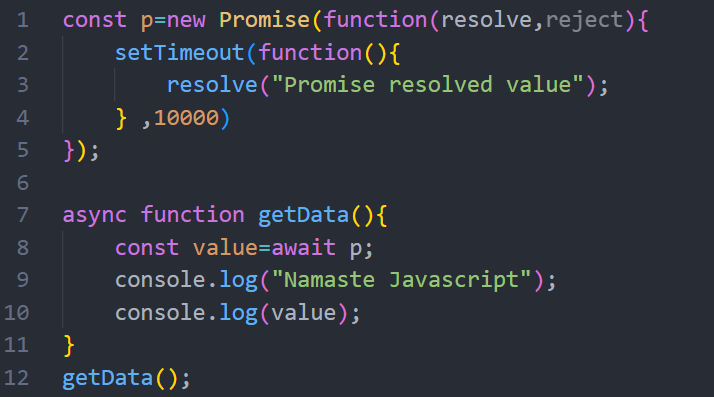 1 const p=new Promise(function(resolve,reject){
2     setTimeout(function(){
3         resolve("Promise resolved value");
4     } ,10000)
5 });
6
7 async function getData(){
8     const value=await p;
9     console.log("Namaste Javascript");
10     console.log(value);
11 }
12 getData();